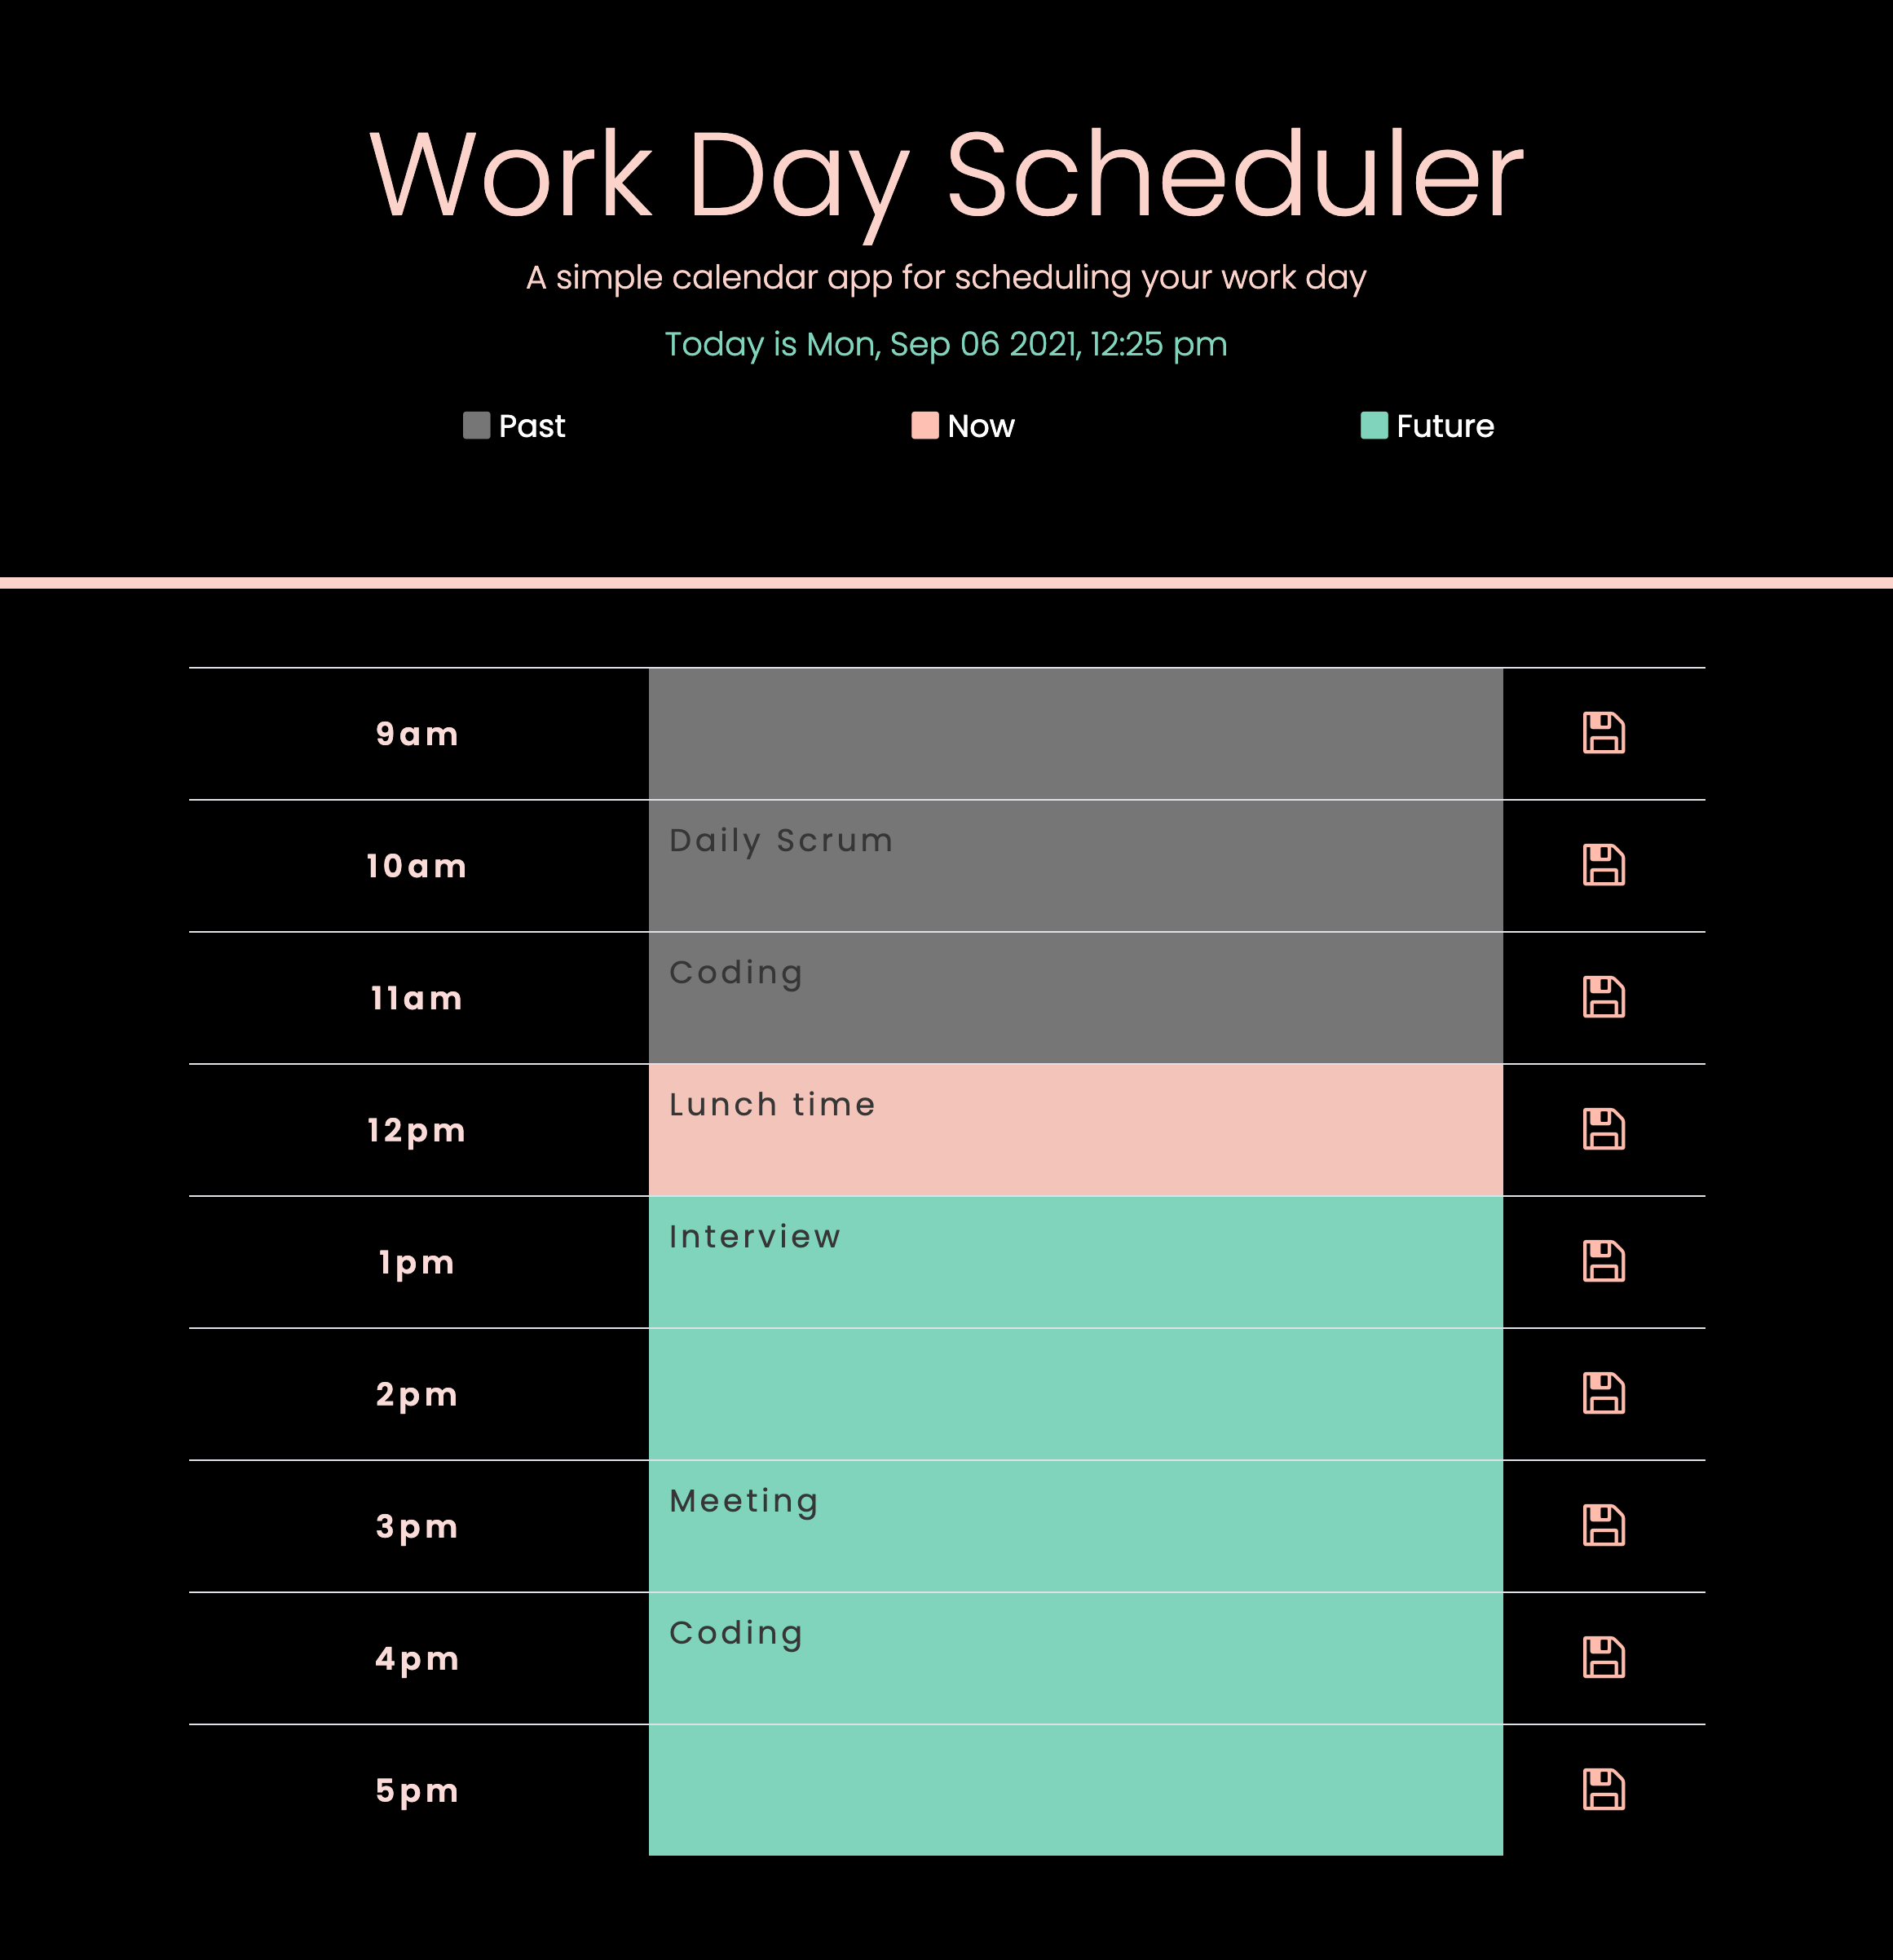 Work Day Scheduler
A simple calendar app for scheduling your work day
Today is Mon, Sep 06 2021, 12:25 pm
Past Now Future
9am
10am Daily Scrum
11am Coding
12pm Lunch time
1pm Interview
2pm
3pm Meeting
4pm Coding
5pm